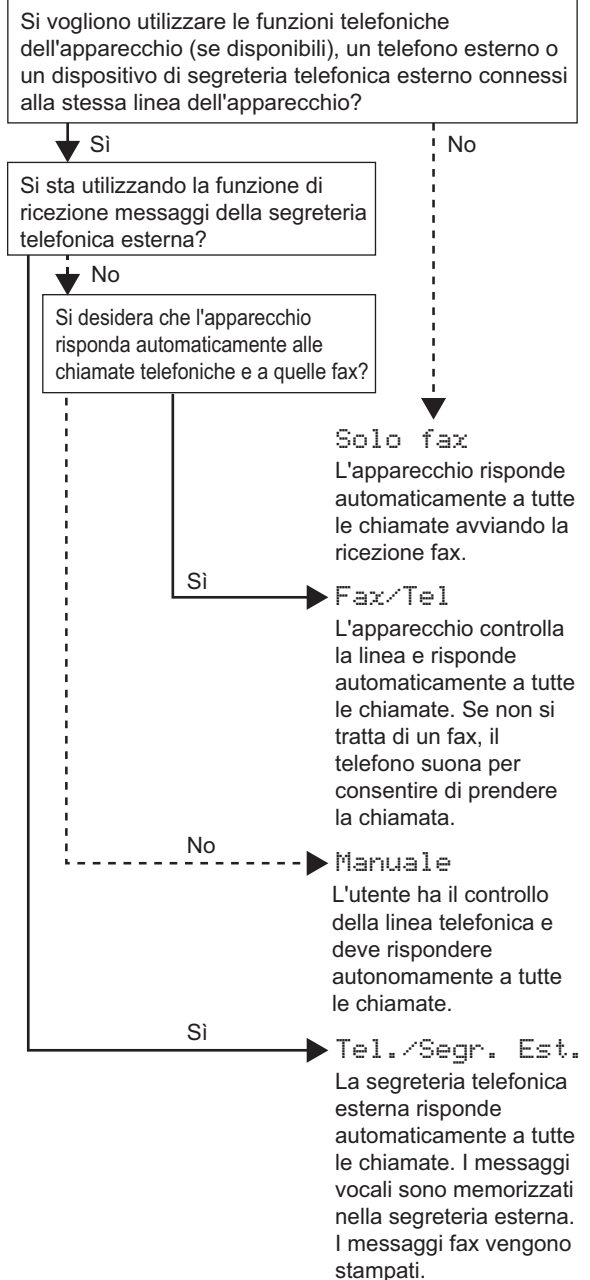 Si vogliono utilizzare le funzioni telefoniche
dell'apparecchio (se disponibili), un telefono esterno o
un dispositivo di segreteria telefonica esterno connessi
alla stessa linea dell'apparecchio?
Sì
No
Si sta utilizzando la funzione di
ricezione messaggi della segreteria
telefonica esterna?
No
Si desidera che l'apparecchio
risponda automaticamente alle
chiamate telefoniche e a quelle fax?
Solo fax
L'apparecchio risponde
automaticamente a tutte
le chiamate avviando la
ricezione fax.
Sì
Fax/Tel
L'apparecchio controlla
la linea e risponde
automaticamente a tutte
le chiamate. Se non si
tratta di un fax, il
telefono suona per
consentire di prendere
la chiamata.
No
Manuale
L'utente ha il controllo
della linea telefonica e
deve rispondere
autonomamente a tutte
le chiamate.
Sì
Tel./Segr. Est.
La segreteria telefonica
esterna risponde
automaticamente a tutte
le chiamate. I messaggi
vocali sono memorizzati
nella segreteria esterna.
I messaggi fax vengono
stampati.